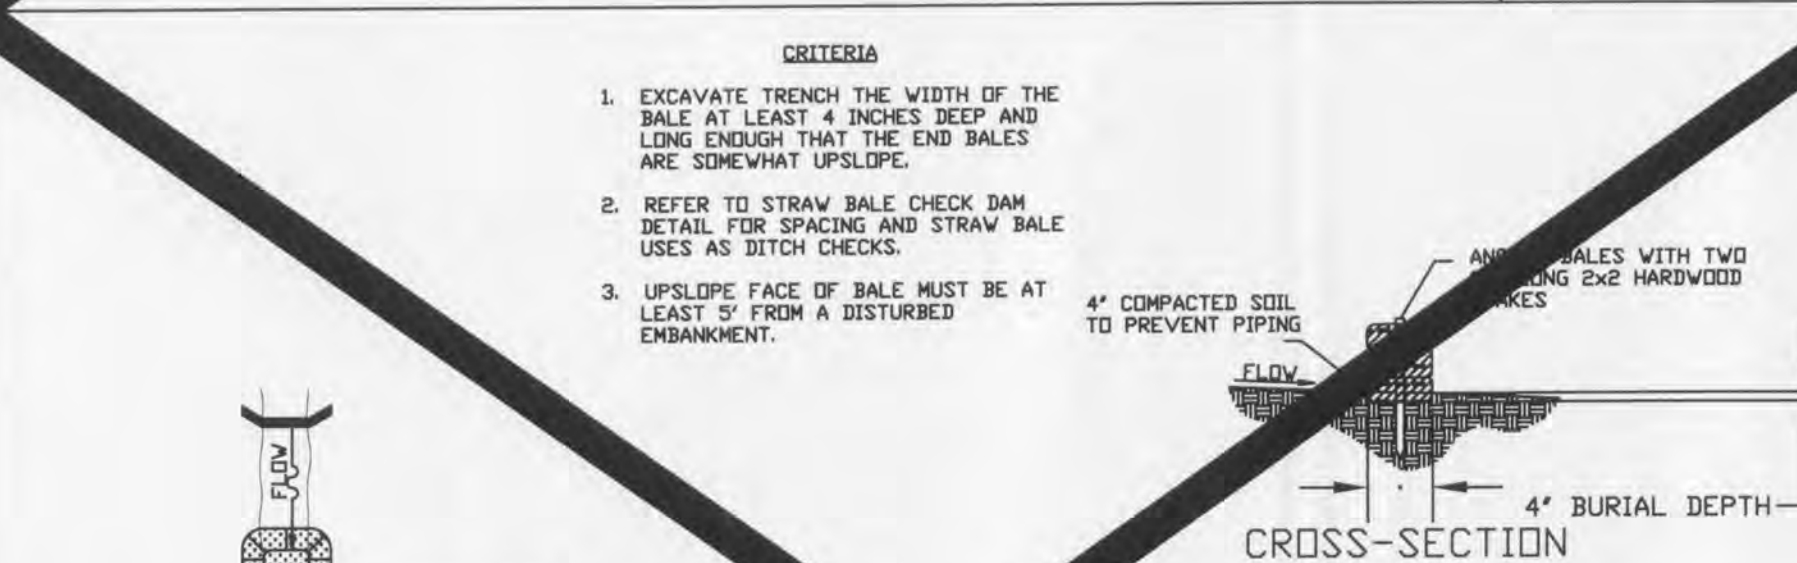 CRITERIA
1. EXCAVATE TRENCH THE WIDTH OF THE
BALE AT LEAST 4 INCHES DEEP AND
LONG ENOUGH THAT THE END BALES
ARE SOMEWHAT UPSLOPE.
2. REFER TO STRAW BALE CHECK DAM
DETAIL FOR SPACING AND STRAW BALE
USES AS DITCH CHECKS.
3. UPSLOPE FACE OF BALE MUST BE AT
LEAST 5' FROM A DISTURBED
EMBANKMENT.
FLOW
4" COMPACTED SOIL
TO PREVENT PIPING
BALES WITH TWO
2x2 HARDWOOD
FLOW
4" BURIAL DEPTH
CROSS-SECTION